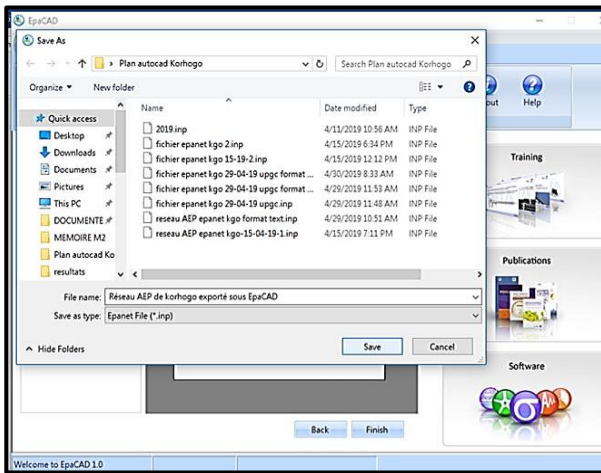 EpaCAD
Save As
Plan autocad Korhogo
Search Plan autocad Korhogo
Organize
New folder
out
Help
Name
Date modified
Type
Quick access
Desktop
Downloads
Documents
Pictures
This PC
DOCUMENTE
MEMOIRE M2
Plan autocad Ko
resultats
2019.inp 4/11/2019 10:56 AM INP File
fichier epanet kgo 2.inp 4/15/2019 6:34 PM INP File
fichier epanet kgo 15-19-2.inp 4/15/2019 12:12 PM INP File
fichier epanet kgo 29-04-19 upgc format ... 4/30/2019 8:33 AM INP File
fichier epanet kgo 29-04-19 upgc format ... 4/29/2019 11:53 AM INP File
fichier epanet kgo 29-04-19 upgc.inp 4/29/2019 11:48 AM INP File
reseau AEP epanet kgo format text.inp 4/29/2019 10:51 AM INP File
reseau AEP epanet kgo-15-04-19-1.inp 4/15/2019 7:11 PM INP File
Training
Publications
Software
File name: Réseau AEP de korhogo exporté sous EpaCAD
Save as type: Epanet File (*.inp)
Hide Folders
Save
Cancel
Back
Finish
Welcome to EpaCAD 1.0